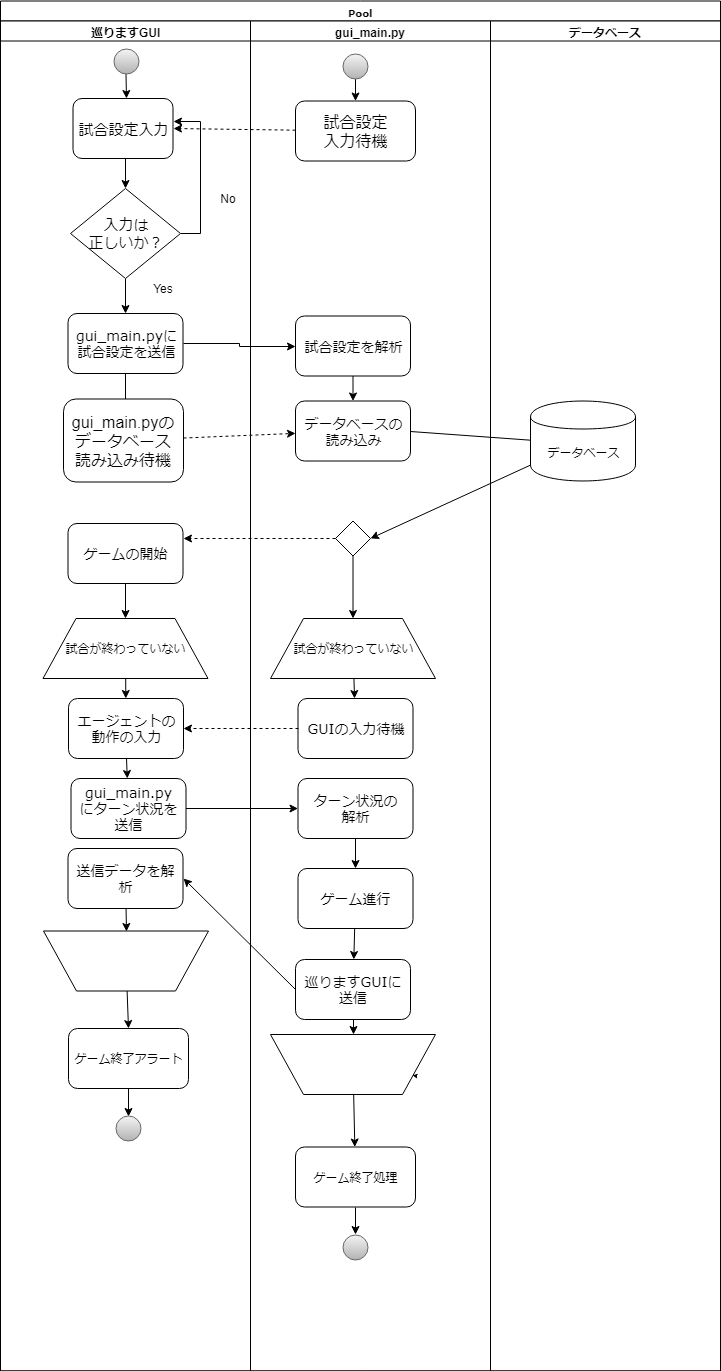 Pool
巡りますGUI
gui_main.py
データベース
試合設定入力
試合設定
入力待機
No
入力は
正しいか？
Yes
gui_main.pyに
試合設定を送信
試合設定を解析
gui_main.pyの
データベース
読み込み待機
データベースの
読み込み
データベース
ゲームの開始
試合が終わっていない
試合が終わっていない
エージェントの
動作の入力
GUIの入力待機
gui_main.py
にターン状況を
送信
ターン状況の
解析
送信データを解
析
ゲーム進行
巡りますGUIに
送信
ゲーム終了アラート
ゲーム終了処理